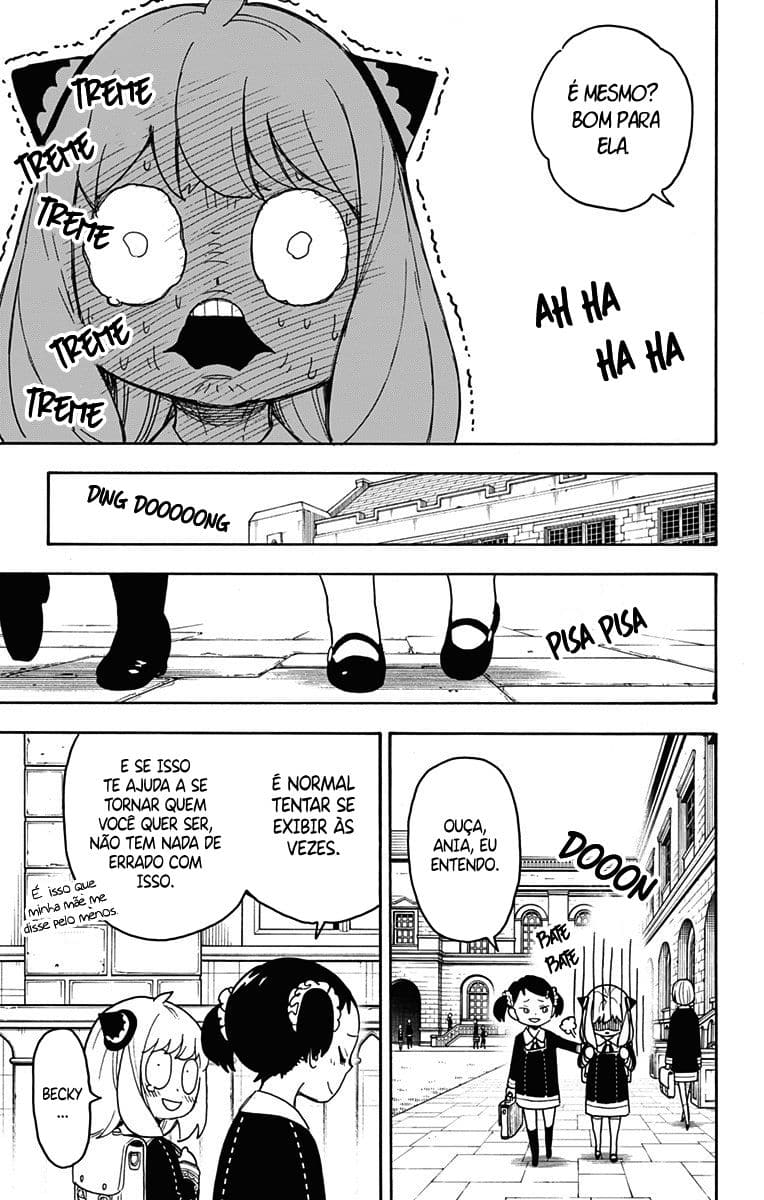 É MESMO?
BOM PARA
ELA.
TREME
TREME
TREME
TREME
TREME
AH HA
HA HA
DING DOOOOONG
PISA PISA
OUÇA,
ANIA, EU
ENTENDO.
DOOON
BATE
BATE
É NORMAL
TENTAR SE
EXIBIR ÀS
VEZES.
E SE ISSO
TE AJUDA A SE
TORNAR QUEM
VOCÊ QUER SER,
NÃO TEM NADA DE
ERRADO COM
ISSO.
É isso que
minha mãe me
disse pelo menos.
BECKY
...